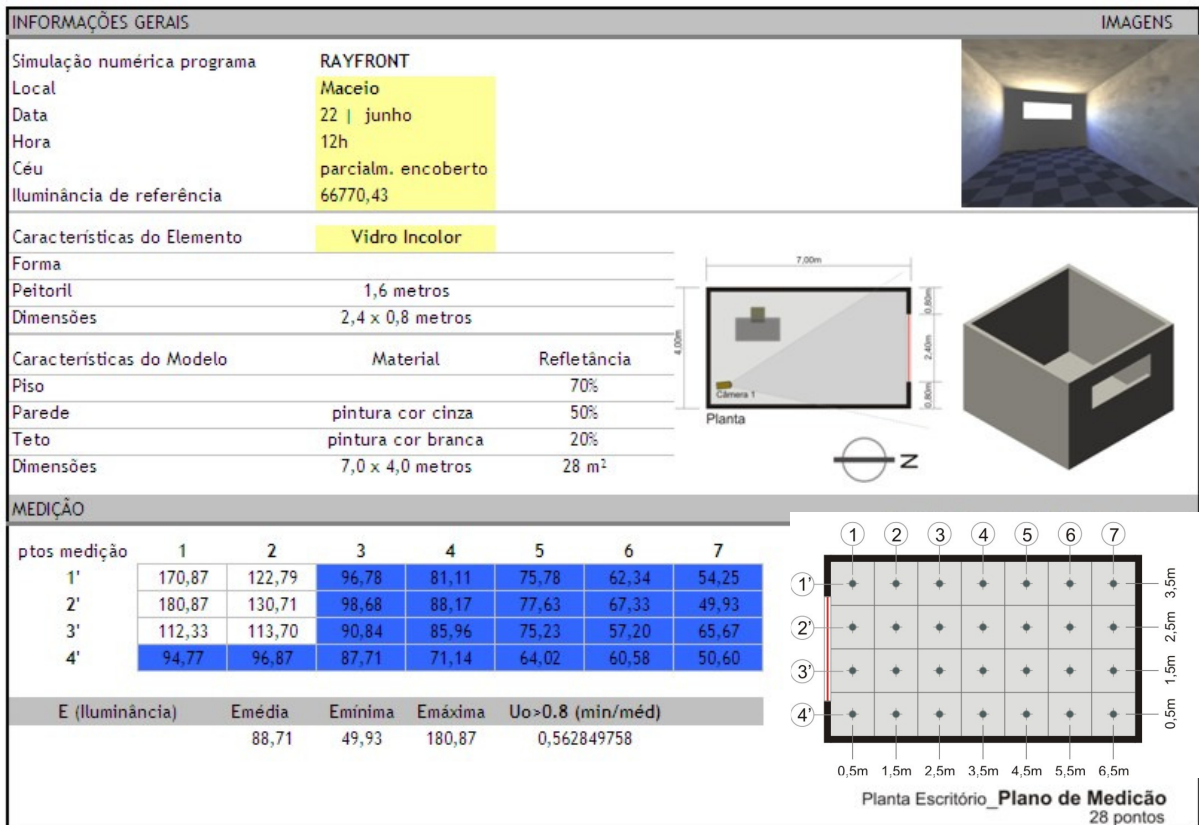 INFORMAÇÕES GERAIS IMAGENS
Simulação numérica programa RAYFRONT
Local Maceio
Data 22 | junho
Hora 12h
Céu parcialm. encoberto
Iluminância de referência 66770,43
Características do Elemento Vidro Incolor
Forma
Peitoril 1,6 metros
Dimensões 2,4 x 0,8 metros
Características do Modelo Material Refletância
Piso 70%
Parede pintura cor cinza 50%
Teto pintura cor branca 20%
Dimensões 7,0 x 4,0 metros 28 m²
7,00m
4,00m
0,80m
2,40m
0,80m
Câmera 1
Planta
N
MEDIÇÃO
ptos medição 1 2 3 4 5 6 7
1' 170,87 122,79 96,78 81,11 75,78 62,34 54,25
2' 180,87 130,71 98,68 88,17 77,63 67,33 49,93
3' 112,33 113,70 90,84 85,96 75,23 57,20 65,67
4' 94,77 96,87 87,71 71,14 64,02 60,58 50,60
E (Iluminância) Emédia Emínima Emáxima Uo>0.8 (min/méd)
88,71 49,93 180,87 0,562849758
1 2 3 4 5 6 7
1' 3,5m
2' 2,5m
3' 1,5m
4' 0,5m
0,5m 1,5m 2,5m 3,5m 4,5m 5,5m 6,5m
Planta Escritório_Plano de Medicão
28 pontos